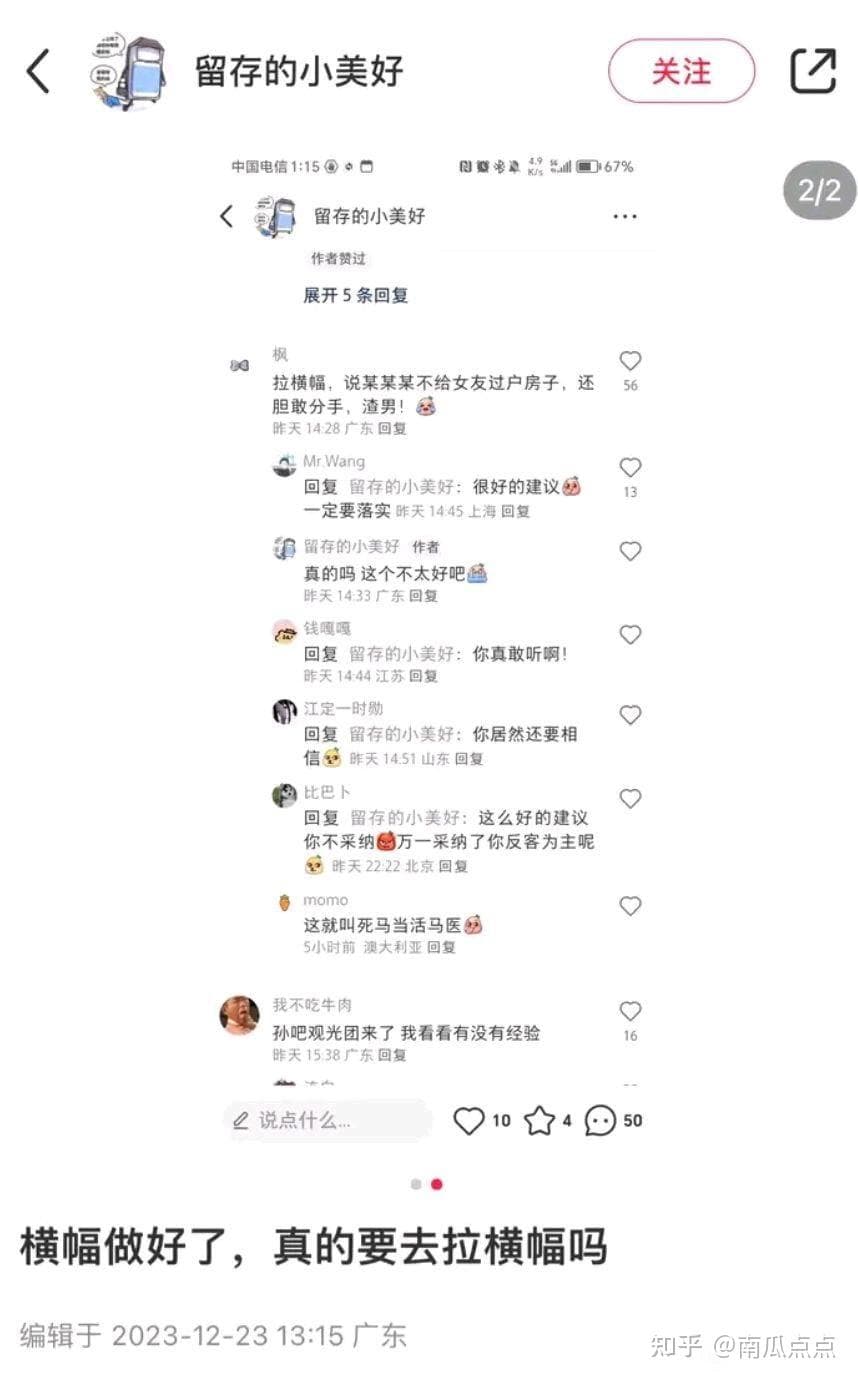 留存的小美好
关注
中国电信 1:15
4.9 K/s 5G 67%
2/2
留存的小美好
作者赞过
展开 5 条回复
枫
拉横幅，说某某某不给女友过户房子，还
胆敢分手，渣男！
56
昨天 14:28 广东 回复
Mr.Wang
回复 留存的小美好：很好的建议
一定要落实 昨天 14:45 上海 回复
13
留存的小美好 作者
真的吗 这个不太好吧
昨天 14:33 广东 回复
钱嘎嘎
回复 留存的小美好：你真敢听啊！
昨天 14:44 江苏 回复
江定一时勋
回复 留存的小美好：你居然还要相
信 昨天 14:51 山东 回复
比巴卜
回复 留存的小美好：这么好的建议
你不采纳万一采纳了你反客为主呢
昨天 22:22 北京 回复
momo
这就叫死马当活马医
5小时前 澳大利亚 回复
我不吃牛肉
孙吧观光团来了 我看看有没有经验
16
昨天 15:38 广东 回复
说点什么...
10 4 50
横幅做好了，真的要去拉横幅吗
编辑于 2023-12-23 13:15 广东
知乎 @南瓜点点